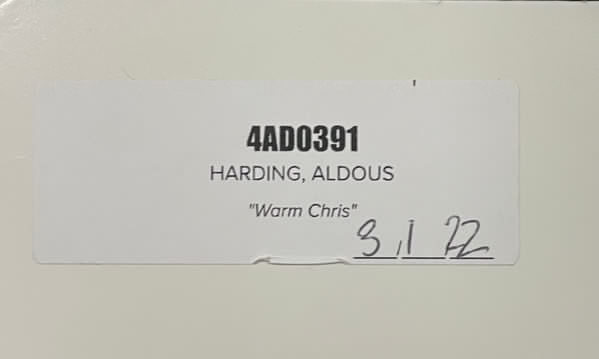 4AD0391
HARDING, ALDOUS
"Warm Chris"
3,1 22